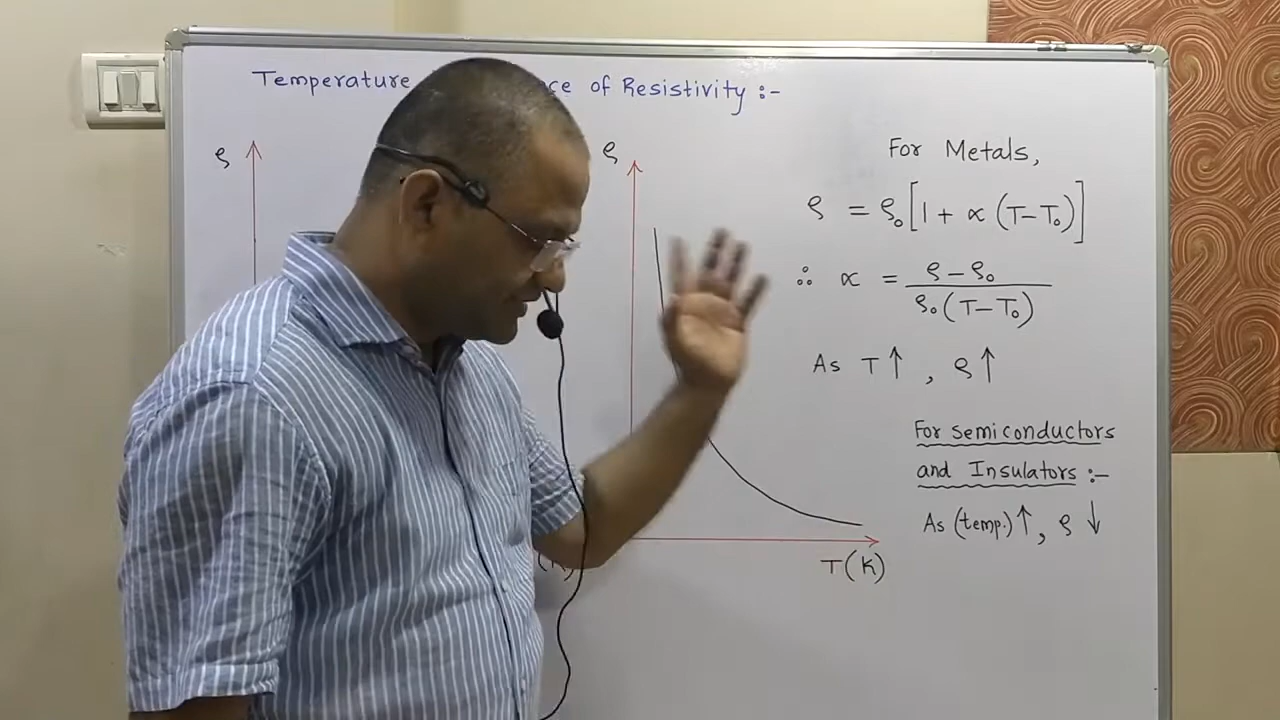 Temperature ce of Resistivity :-
ρ
ρ
For Metals,
ρ = ρ₀[1 + α (T-T₀)]
∴ α = ρ-ρ₀ / ρ₀(T-T₀)
As T↑, ρ↑
For semiconductors
and Insulators :-
As (temp.)↑, ρ↓
(K)
T(K)